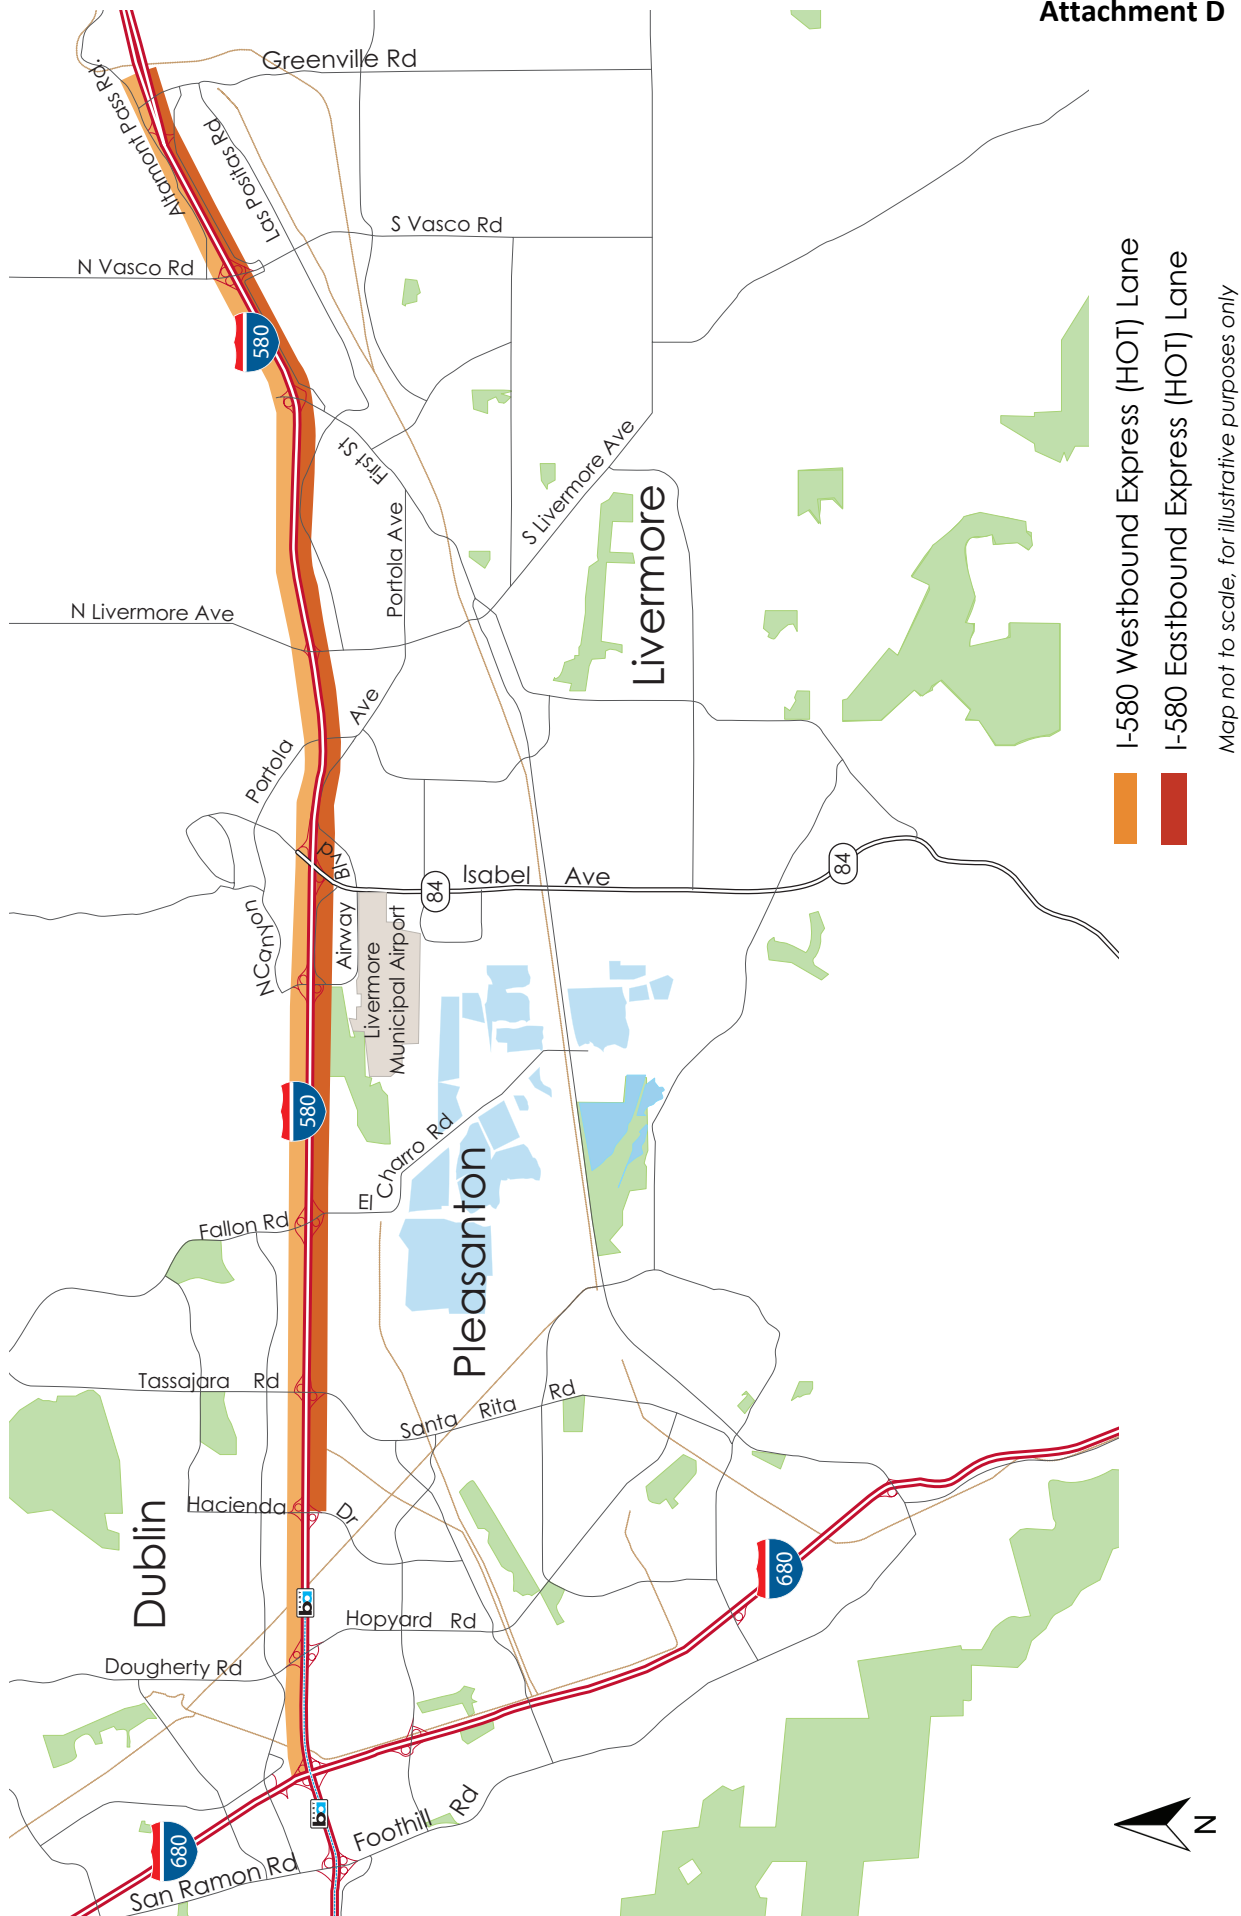 Attachment D
Greenville Rd
Altamont Pass Rd.
Las Positas Rd
S Vasco Rd
N Vasco Rd
580
First St
Portola Ave
S Livermore Ave
Livermore
N Livermore Ave
Portola Ave
Isabel Ave
84
84
Airway Blvd
N Canyon
Livermore
Municipal Airport
580
El Charro Rd
Fallon Rd
Pleasanton
Tassajara Rd
Santa Rita Rd
Hacienda Dr
Dublin
Hopyard Rd
Dougherty Rd
680
680
San Ramon Rd
Foothill Rd
I-580 Westbound Express (HOT) Lane
I-580 Eastbound Express (HOT) Lane
Map not to scale, for illustrative purposes only
N